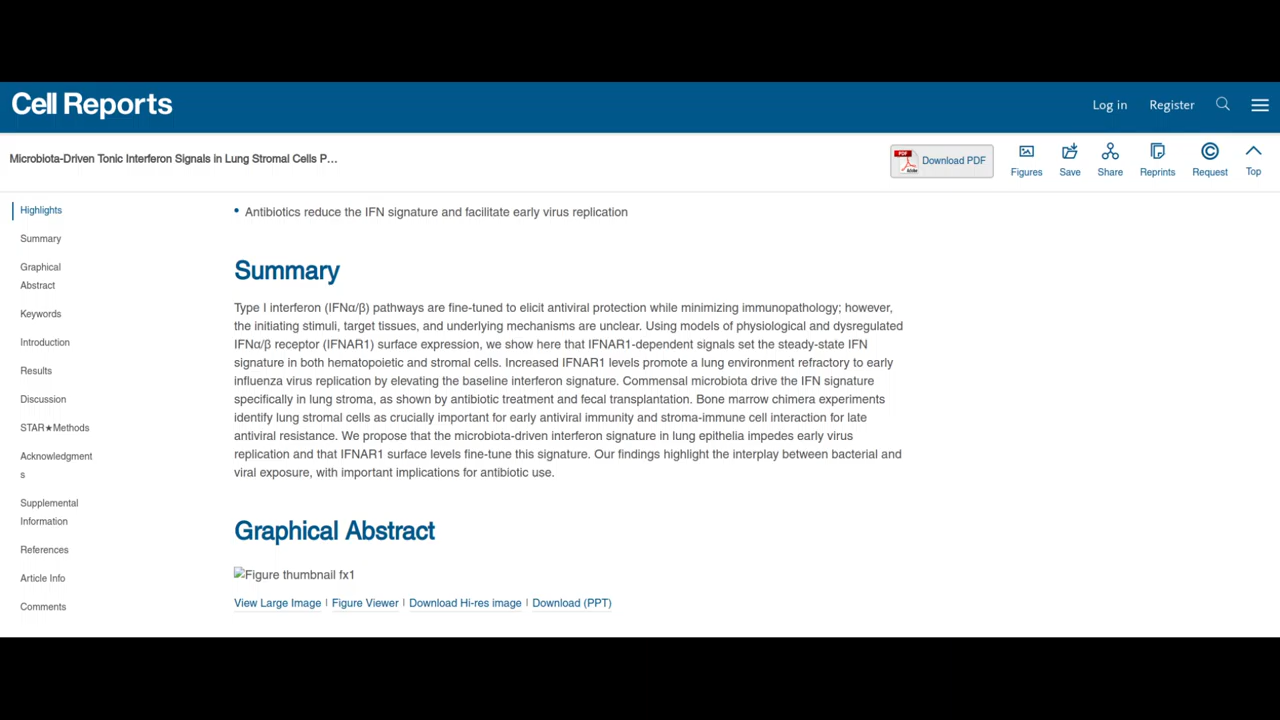 Cell Reports
Log in
Register
Microbiota-Driven Tonic Interferon Signals in Lung Stromal Cells P...
Download PDF
Figures
Save
Share
Reprints
Request
Top
Highlights
Summary
Graphical
Abstract
Keywords
Introduction
Results
Discussion
STAR★Methods
Acknowledgment
s
Supplemental
Information
References
Article Info
Comments
• Antibiotics reduce the IFN signature and facilitate early virus replication
Summary
Type I interferon (IFNα/β) pathways are fine-tuned to elicit antiviral protection while minimizing immunopathology; however,
the initiating stimuli, target tissues, and underlying mechanisms are unclear. Using models of physiological and dysregulated
IFNα/β receptor (IFNAR1) surface expression, we show here that IFNAR1-dependent signals set the steady-state IFN
signature in both hematopoietic and stromal cells. Increased IFNAR1 levels promote a lung environment refractory to early
influenza virus replication by elevating the baseline interferon signature. Commensal microbiota drive the IFN signature
specifically in lung stroma, as shown by antibiotic treatment and fecal transplantation. Bone marrow chimera experiments
identify lung stromal cells as crucially important for early antiviral immunity and stroma-immune cell interaction for late
antiviral resistance. We propose that the microbiota-driven interferon signature in lung epithelia impedes early virus
replication and that IFNAR1 surface levels fine-tune this signature. Our findings highlight the interplay between bacterial and
viral exposure, with important implications for antibiotic use.
Graphical Abstract
Figure thumbnail fx1
View Large Image | Figure Viewer | Download Hi-res image | Download (PPT)